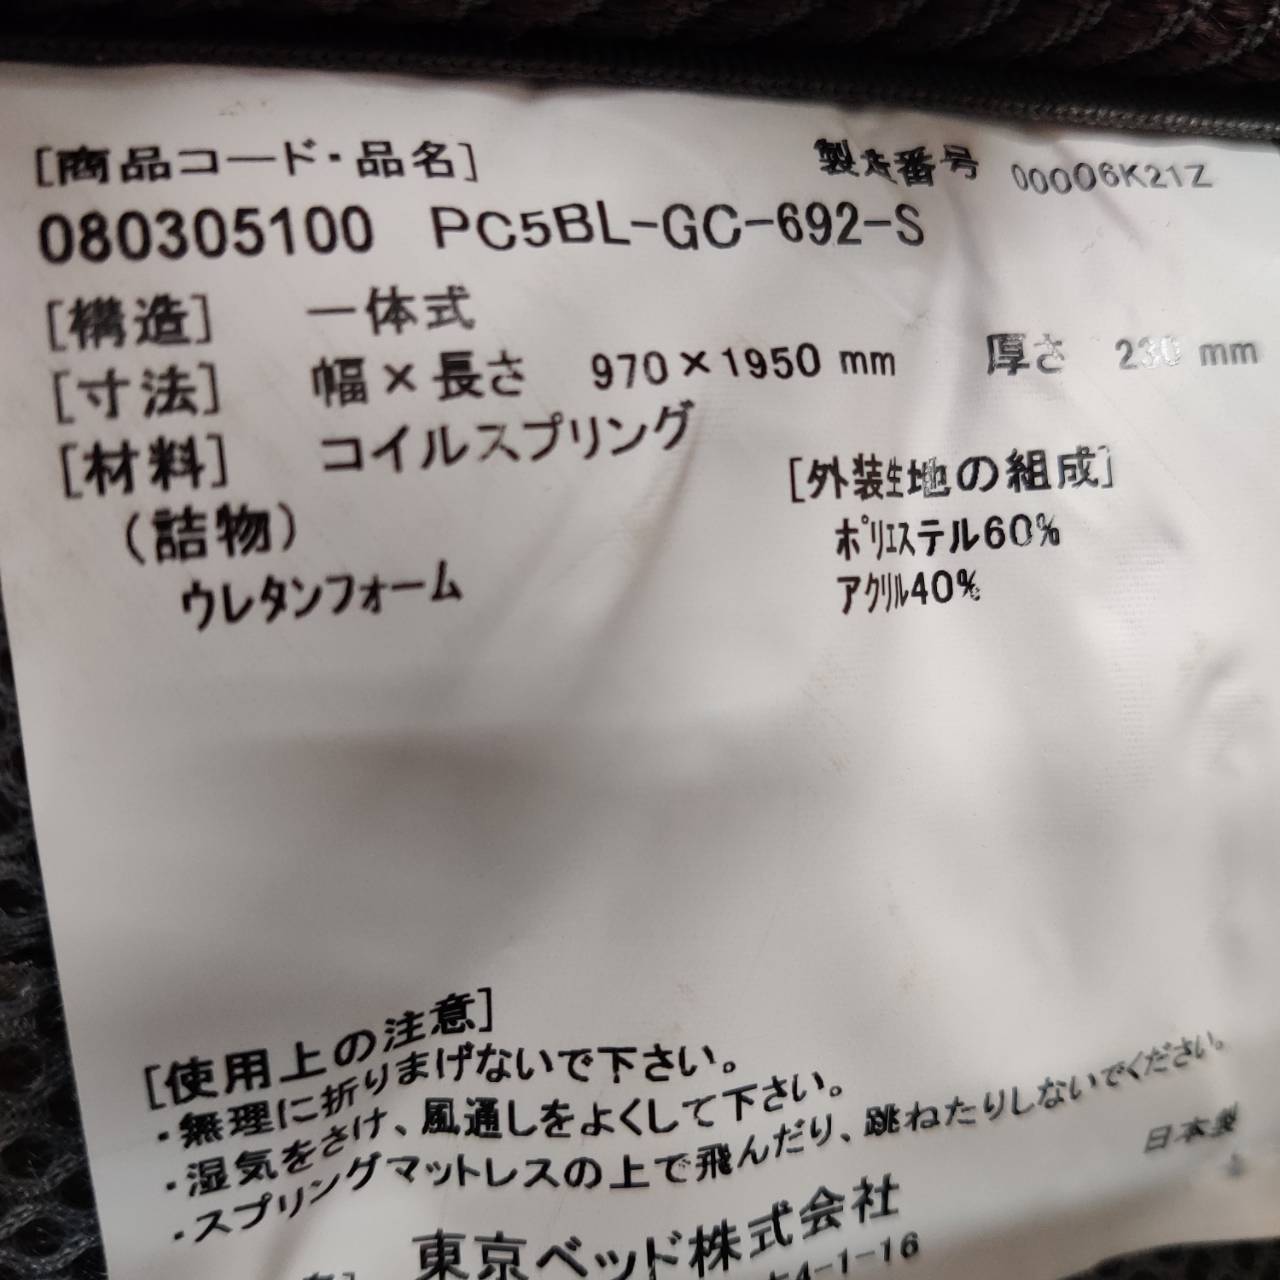 [商品コード・品名]
製造番号 00006K21Z
080305100 PC5BL-GC-692-S
[構造] 一体式
[寸法] 幅×長さ 970×1950 mm 厚さ 230 mm
[材料] コイルスプリング
(詰物)
ウレタンフォーム
[外装生地の組成]
ポリエステル60%
アクリル40%
[使用上の注意]
・無理に折りまげないで下さい。
・湿気をさけ、風通しをよくして下さい。
・スプリングマットレスの上で飛んだり、跳ねたりしないでください。
日本製
東京ベッド株式会社
4-1-16